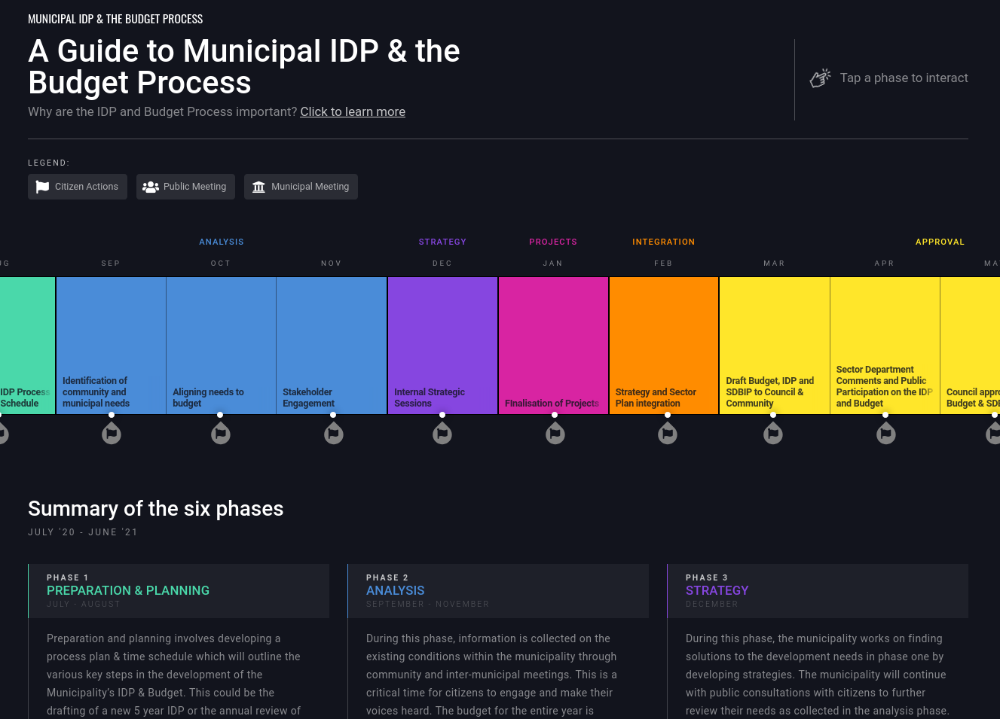 MUNICIPAL IDP & THE BUDGET PROCESS
A Guide to Municipal IDP & the
Budget Process
Why are the IDP and Budget Process important? Click to learn more
Tap a phase to interact
LEGEND:
Citizen Actions
Public Meeting
Municipal Meeting
ANALYSIS
STRATEGY
PROJECTS
INTEGRATION
APPROVAL
SEP
OCT
NOV
DEC
JAN
FEB
MAR
APR
IDP Process
Schedule
Identification of
community and
municipal needs
Aligning needs to
budget
Stakeholder
Engagement
Internal Strategic
Sessions
FInalisation of Projects
Strategy and Sector
Plan integration
Draft Budget, IDP and
SDBIP to Council &
Community
Sector Department
Comments and Public
Participation on the IDP
and Budget
Council
Budget &
Summary of the six phases
JULY '20 - JUNE '21
PHASE 1
PREPARATION & PLANNING
JULY - AUGUST
Preparation and planning involves developing a
process plan & time schedule which will outline the
various key steps in the development of the
Municipality’s IDP & Budget. This could be the
drafting of a new 5 year IDP or the annual review of
PHASE 2
ANALYSIS
SEPTEMBER - NOVEMBER
During this phase, information is collected on the
existing conditions within the municipality through
community and inter-municipal meetings. This is a
critical time for citizens to engage and make their
voices heard. The budget for the entire year is
PHASE 3
STRATEGY
DECEMBER
During this phase, the municipality works on finding
solutions to the development needs in phase one by
developing strategies. The municipality will continue
with public consultations with citizens to further
review their needs as collected in the analysis phase.